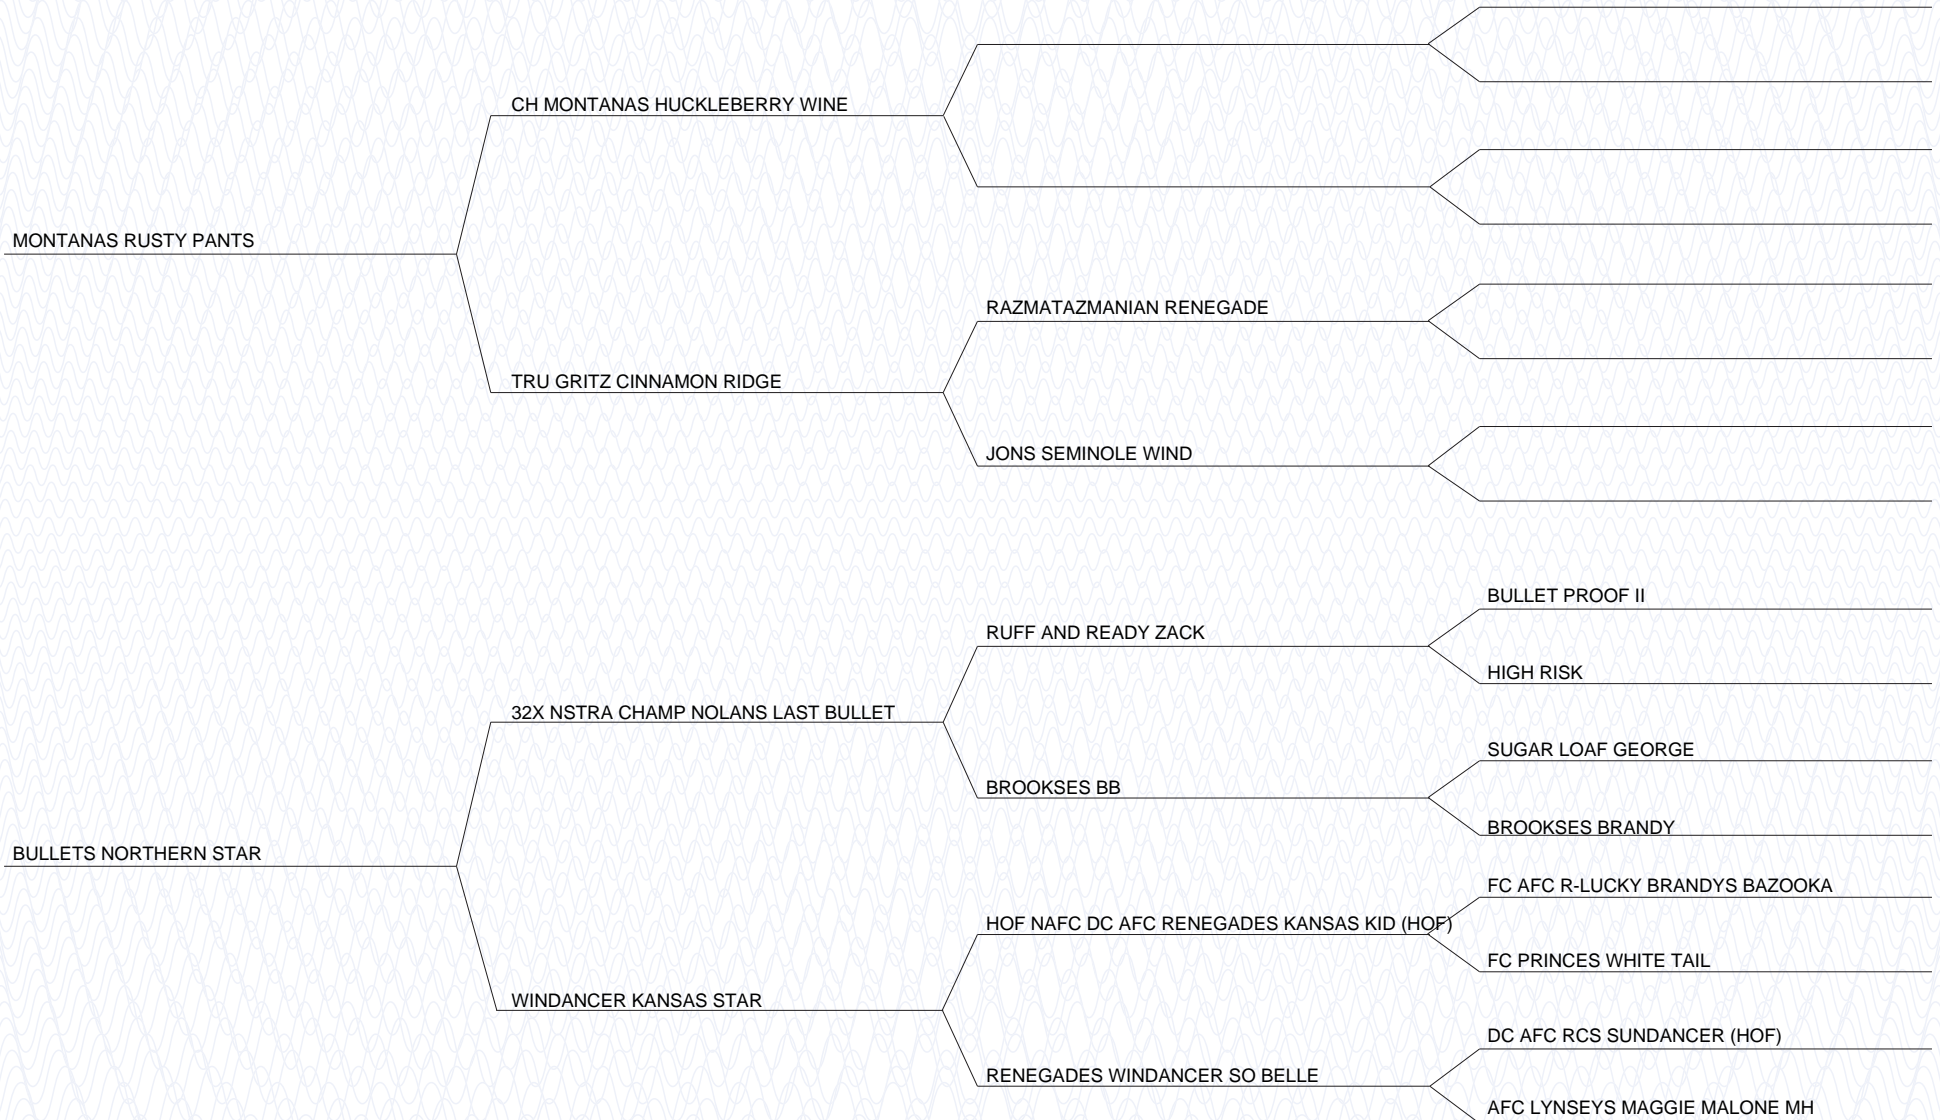 CH MONTANAS HUCKLEBERRY WINE
MONTANAS RUSTY PANTS
RAZMATAZMANIAN RENEGADE
TRU GRITZ CINNAMON RIDGE
JONS SEMINOLE WIND
BULLET PROOF II
RUFF AND READY ZACK
HIGH RISK
32X NSTRA CHAMP NOLANS LAST BULLET
SUGAR LOAF GEORGE
BROOKSES BB
BROOKSES BRANDY
BULLETS NORTHERN STAR
FC AFC R-LUCKY BRANDYS BAZOOKA
HOF NAFC DC AFC RENEGADES KANSAS KID (HOF)
FC PRINCES WHITE TAIL
WINDANCER KANSAS STAR
DC AFC RCS SUNDANCER (HOF)
RENEGADES WINDANCER SO BELLE
AFC LYNSEYS MAGGIE MALONE MH